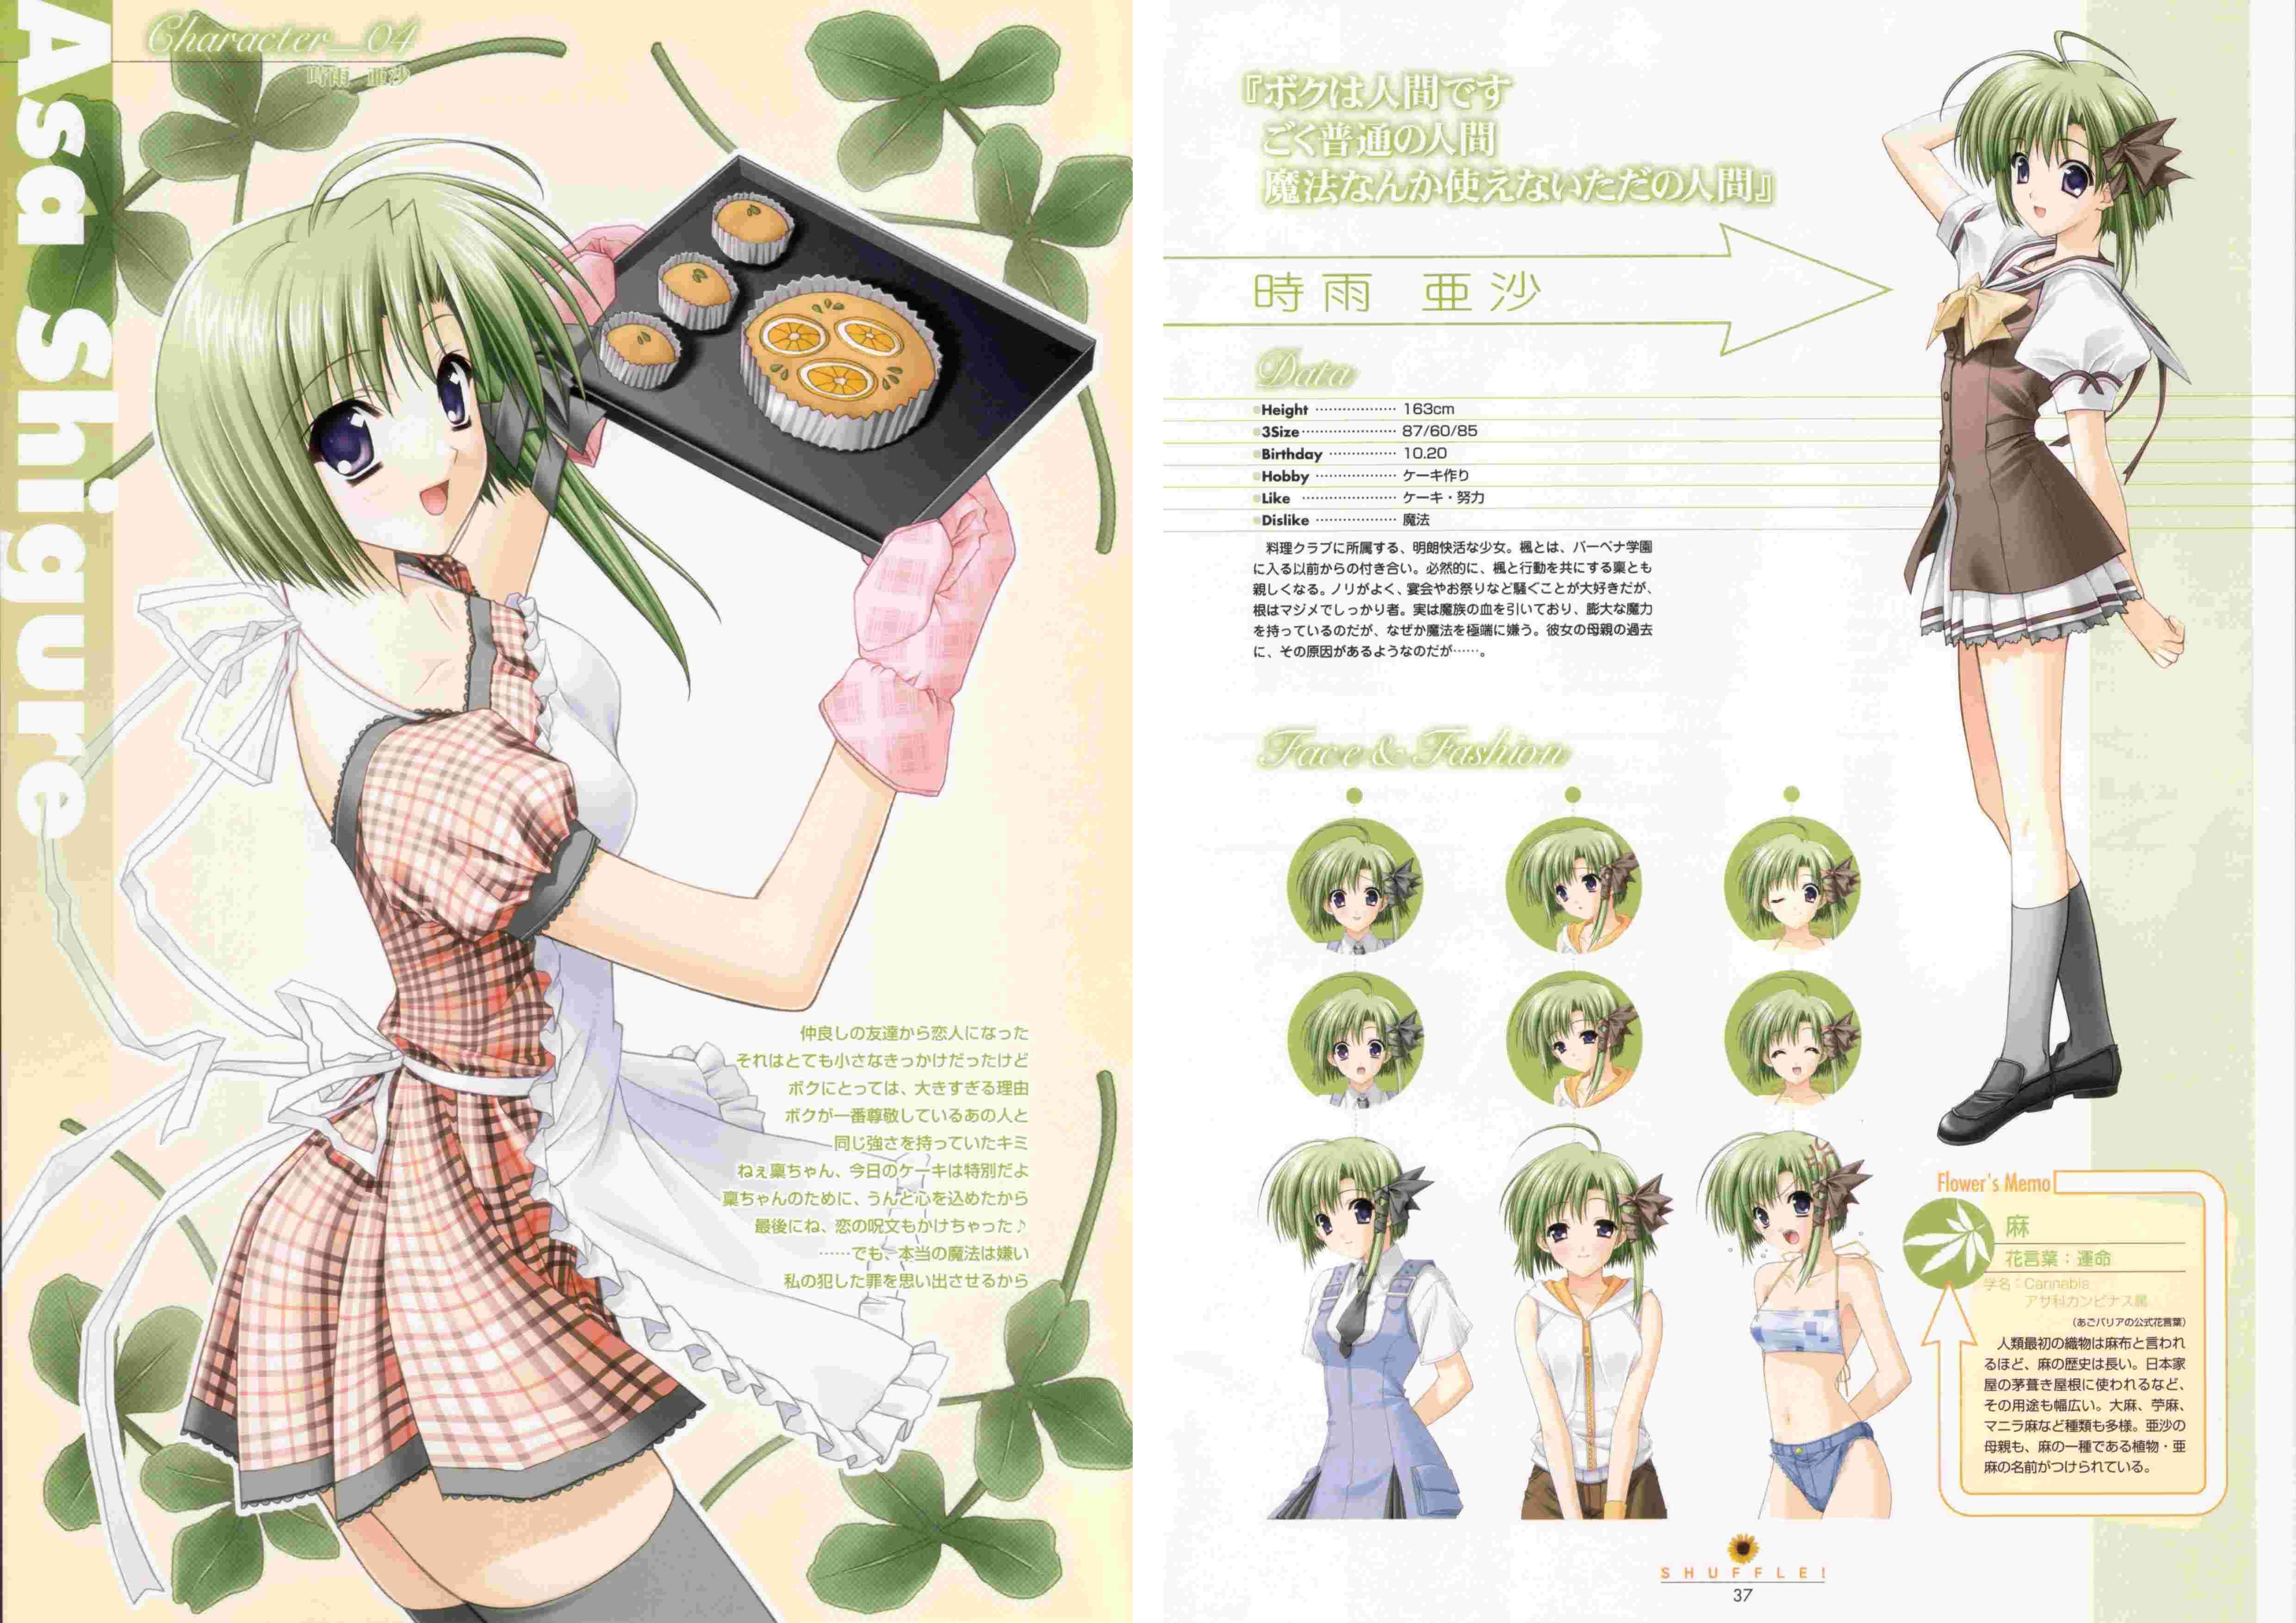 Asa Shigure
Character_04
時雨 亜沙
仲良しの友達から恋人になった
それはとても小さなきっかけだったけど
ボクにとっては、大きすぎる理由
ボクが一番尊敬しているあの人と
同じ強さを持っていたキミ
ねぇ稟ちゃん、今日のケーキは特別だよ
稟ちゃんのために、うんと心を込めたから
最後にね、恋の呪文もかけちゃった♪
……でも、本当の魔法は嫌い
私の犯した罪を思い出させるから
『ボクは人間です
ごく普通の人間
魔法なんか使えないただの人間』
時雨 亜沙
Data
Height ……………… 163cm
3Size ……………… 87/60/85
Birthday ……………… 10.20
Hobby ……………… ケーキ作り
Like ……………… ケーキ・努力
Dislike ……………… 魔法
料理クラブに所属する、明朗快活な少女。楓とは、バーベナ学園
に入る以前からの付き合い。必然的に、楓と行動を共にする稟とも
親しくなる。ノリがよく、宴会やお祭りなど騒ぐことが大好きだが、
根はマジメでしっかり者。実は魔族の血を引いており、膨大な魔力
を持っているのだが、なぜか魔法を極端に嫌う。彼女の母親の過去
に、その原因があるようなのだが……。
Face & Fashion
Flower's Memo
麻
花言葉：運命
学名：Cannabia
アサ科カンビナス属
（あごバリアの公式花言葉）
人類最初の織物は麻布と言われ
るほど、麻の歴史は長い。日本家
屋の茅葺き屋根に使われるなど、
その用途も幅広い。大麻、苧麻、
マニラ麻など種類も多様。亜沙の
母親も、麻の一種である植物・亜
麻の名前がつけられている。
SHUFFLE!
37